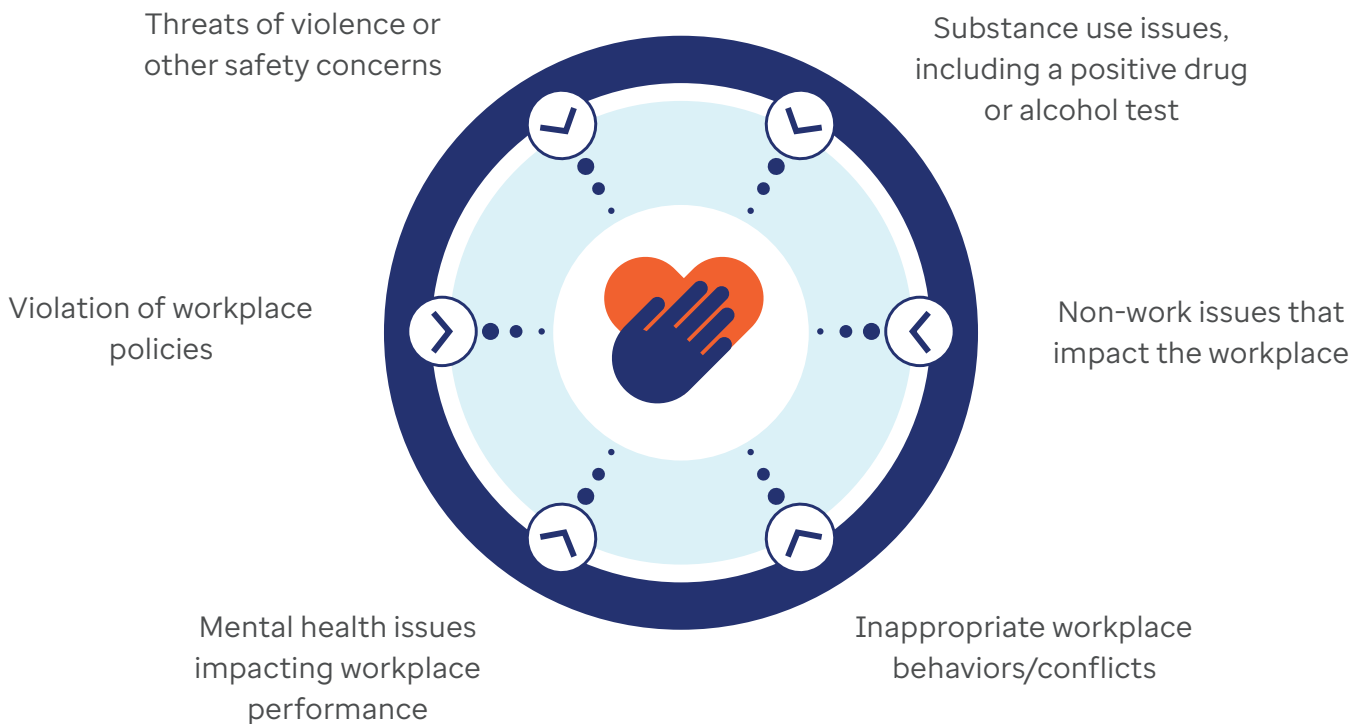 Threats of violence or
other safety concerns
Substance use issues,
including a positive drug
or alcohol test
Violation of workplace
policies
Non-work issues that
impact the workplace
Mental health issues
impacting workplace
performance
Inappropriate workplace
behaviors/conflicts